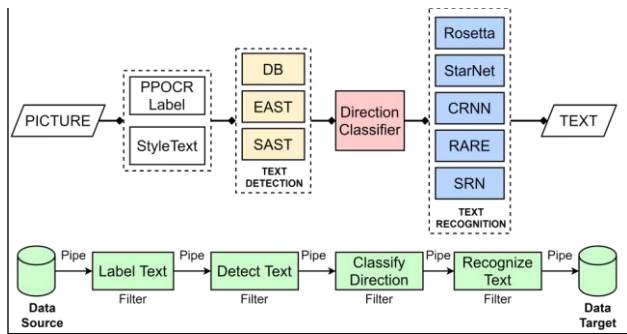 PICTURE
PPOCR
Label
StyleText
DB
EAST
SAST
TEXT
DETECTION
Direction
Classifier
Rosetta
StarNet
CRNN
RARE
SRN
TEXT
RECOGNITION
TEXT
Data
Source
Pipe
Label Text
Filter
Pipe
Detect Text
Filter
Pipe
Classify
Direction
Filter
Pipe
Recognize
Text
Filter
Pipe
Data
Target